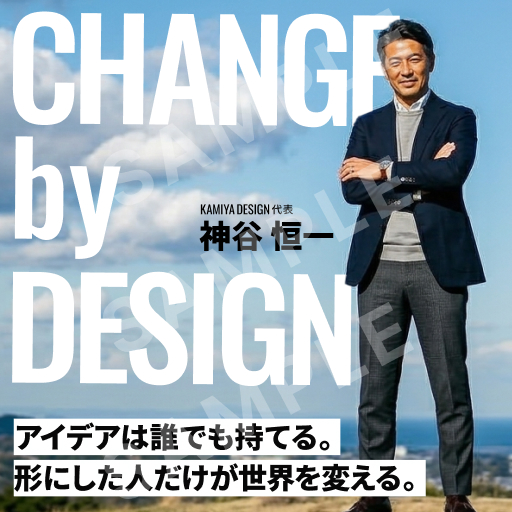 CHANGE
by
DESIGN
KAMIYA DESIGN 代表
神谷 恒一
アイデアは誰でも持てる。
形にした人だけが世界を変える。
SAMPLE
SAMPLE
SAMPLE